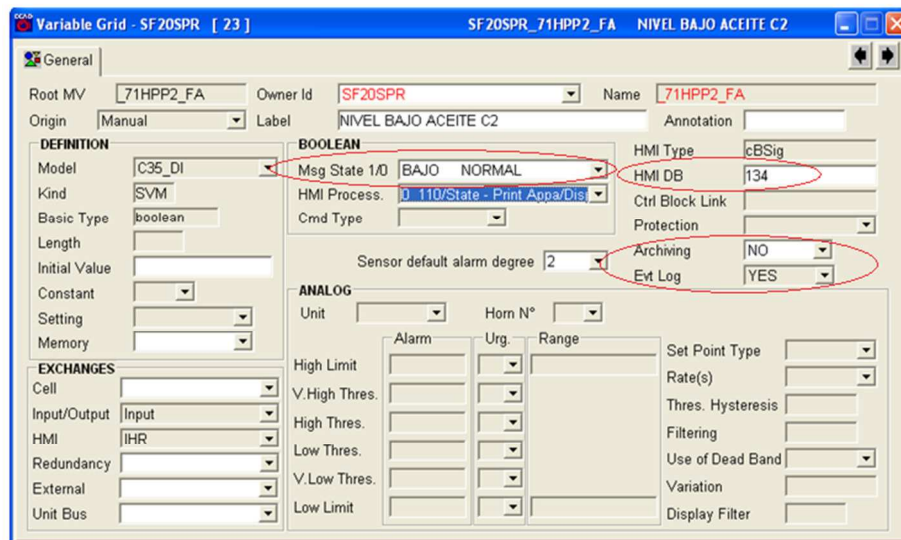 CCAD
Variable Grid - SF20SPR [ 23 ] SF20SPR_71HPP2_FA NIVEL BAJO ACEITE C2
General
Root MV _71HPP2_FA Owner Id SF20SPR Name _71HPP2_FA
Origin Manual Label NIVEL BAJO ACEITE C2 Annotation
DEFINITION
Model C35_DI
Kind SVM
Basic Type boolean
Length
Initial Value
Constant
Setting
Memory
BOOLEAN
Msg State 1/0 BAJO NORMAL
HMI Process. 0 110/State - Print Appa/Disp
Cmd Type
HMI Type cBSig
HMI DB 134
Ctrl Block Link
Protection
Archiving NO
Evt Log YES
Sensor default alarm degree 2
EXCHANGES
Cell
Input/Output Input
HMI IHR
Redundancy
External
Unit Bus
ANALOG
Unit Horn N°
Alarm Urg. Range
High Limit
V.High Thres.
High Thres.
Low Thres.
V.Low Thres.
Low Limit
Set Point Type
Rate(s)
Thres. Hysteresis
Filtering
Use of Dead Band
Variation
Display Filter